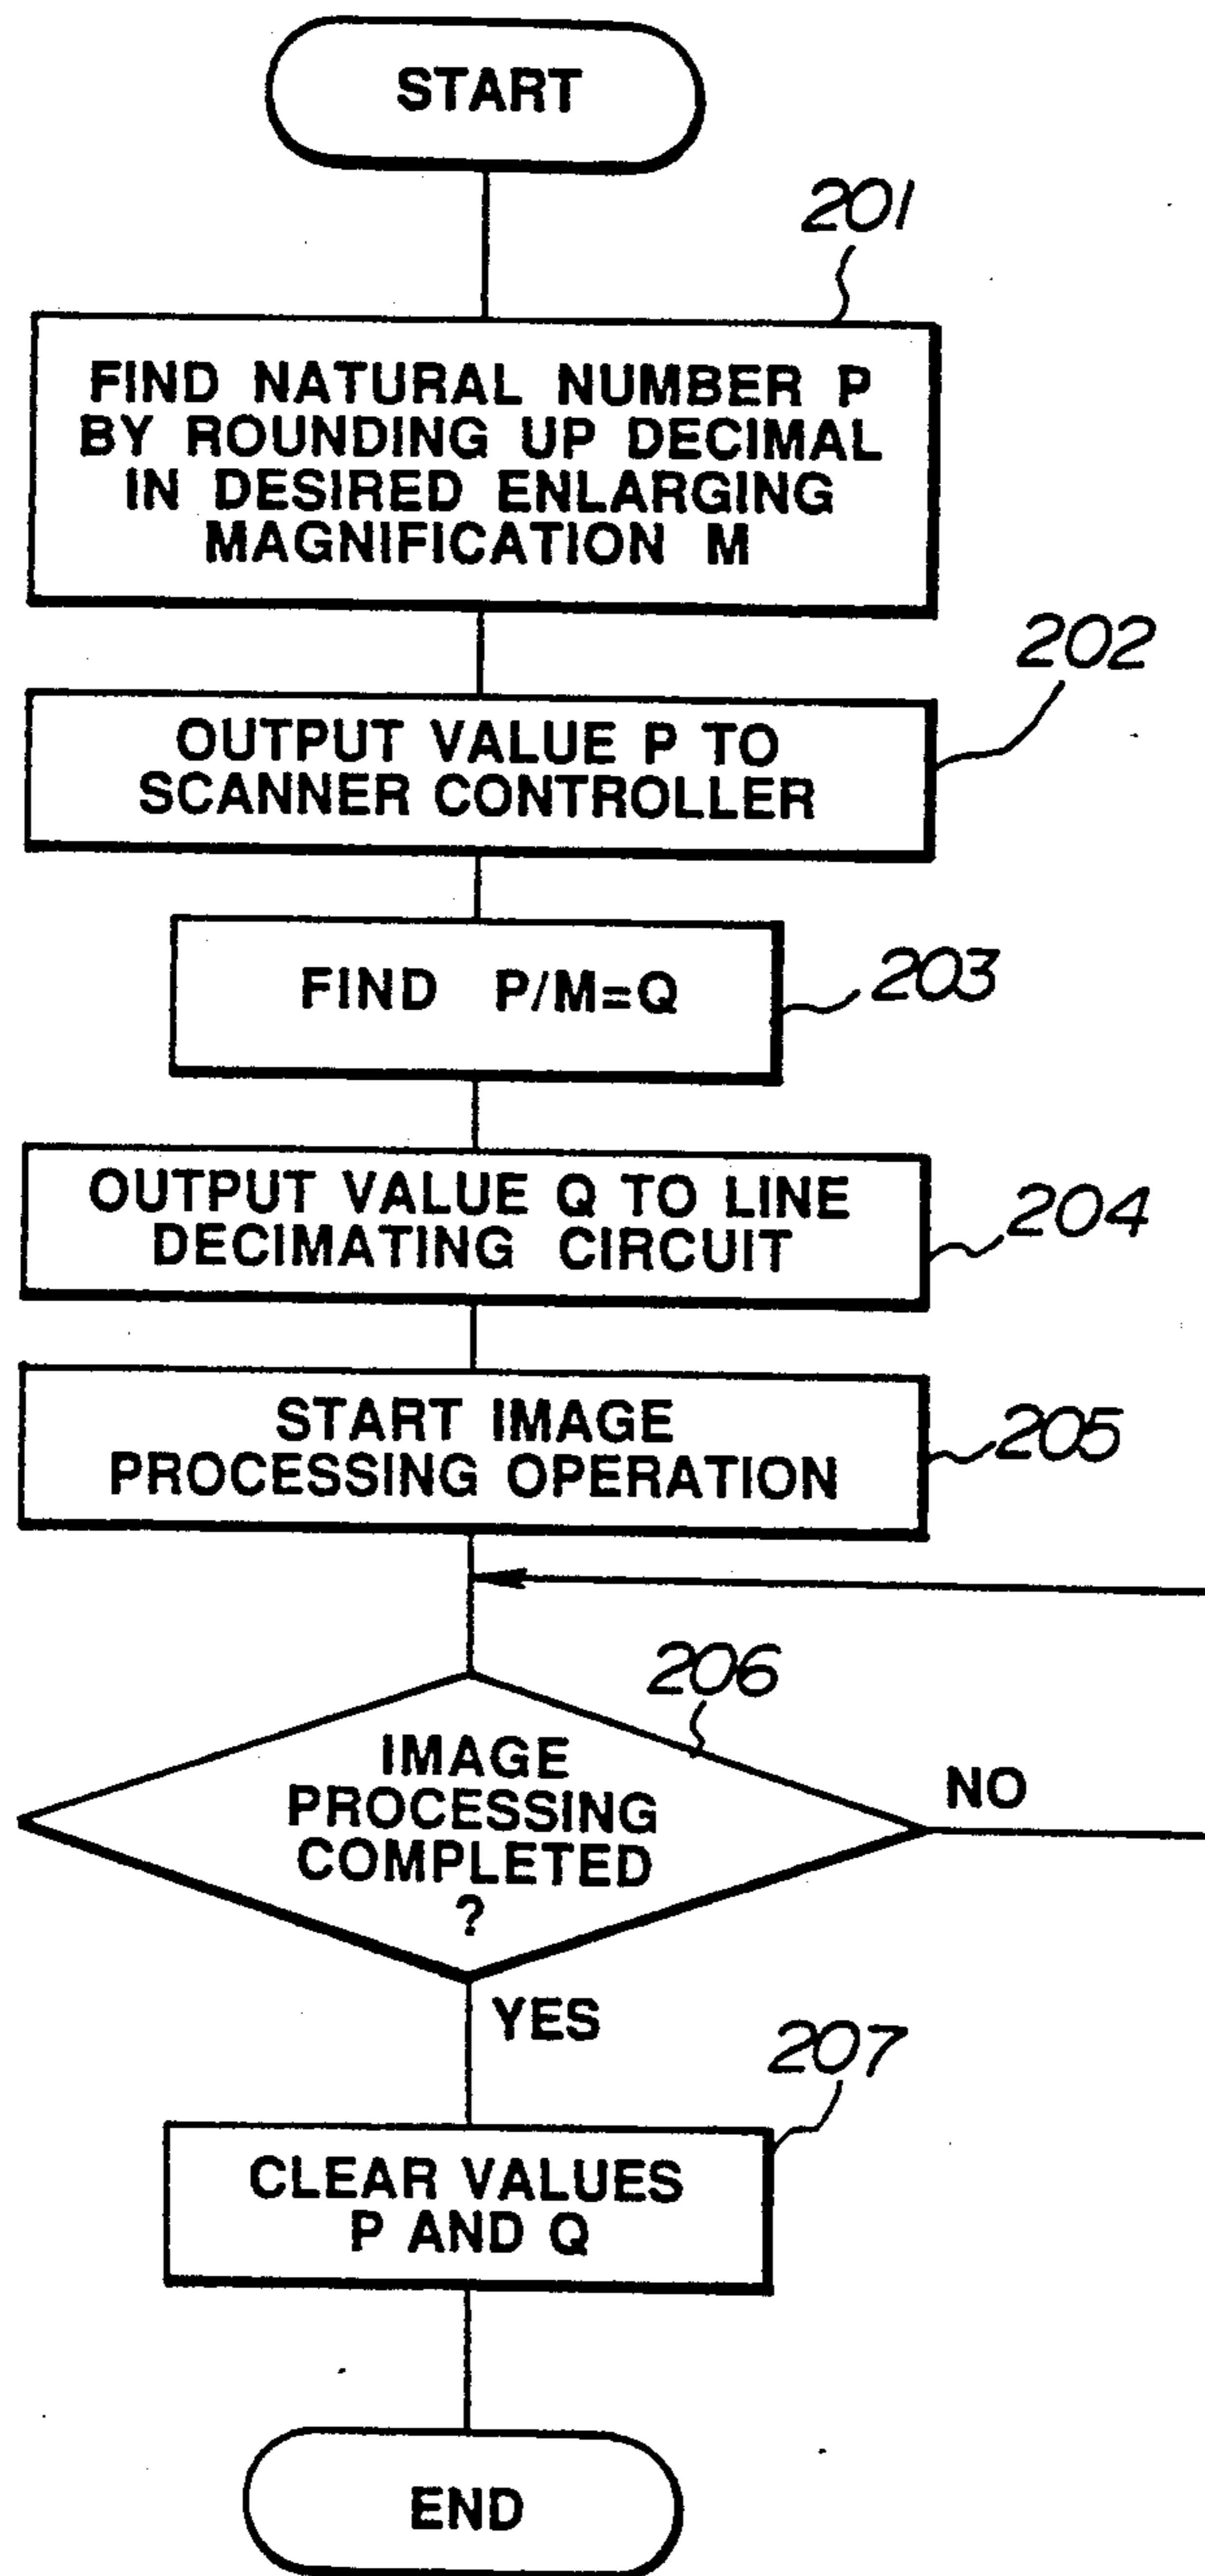 START
201
FIND NATURAL NUMBER P
BY ROUNDING UP DECIMAL
IN DESIRED ENLARGING
MAGNIFICATION M
202
OUTPUT VALUE P TO
SCANNER CONTROLLER
FIND P/M=Q
203
OUTPUT VALUE Q TO LINE
DECIMATING CIRCUIT
204
START IMAGE
PROCESSING OPERATION
205
206
IMAGE
PROCESSING
COMPLETED
?
NO
YES
207
CLEAR VALUES
P AND Q
END